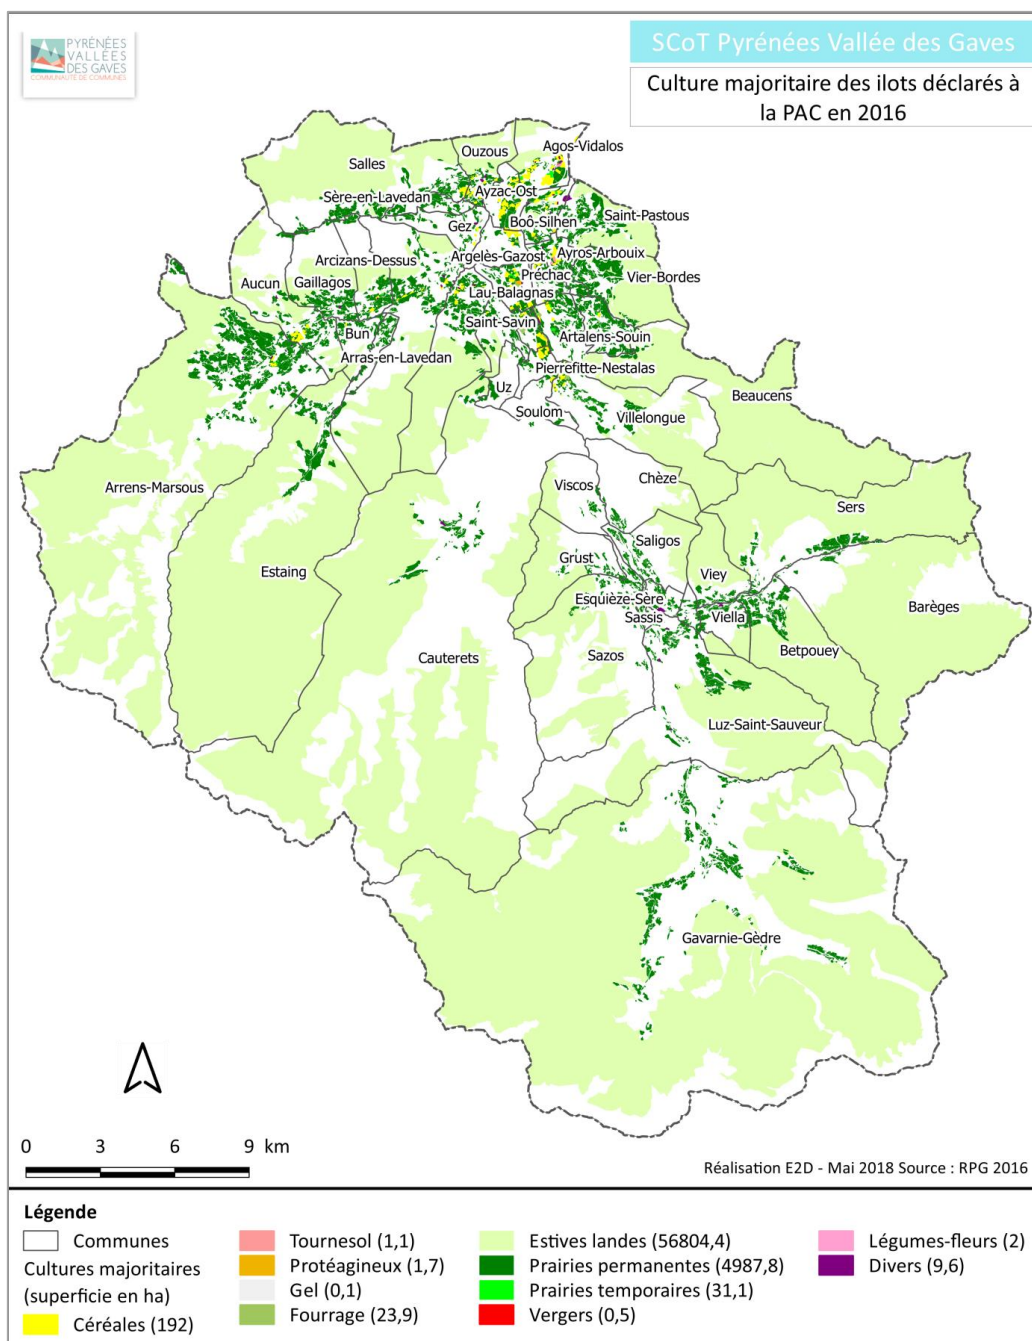 PYRÉNÉES
VALLÉES
DES GAVES
COMMUNAUTÉ DE COMMUNES
SCoT Pyrénées Vallée des Gaves
Culture majoritaire des ilots déclarés à
la PAC en 2016
Agos-Vidalos
Ouzous
Salles
Ayzac-Ost
Sère-en-Lavedan
Saint-Pastous
Boô-Silhen
Gez
Ayros-Arbouix
Argelès-Gazost
Arcizans-Dessus
Préchac
Vier-Bordes
Aucun
Gaillagos
Lau-Balagnas
Saint-Savin
Bun
Artalens-Souin
Arras-en-Lavedan
Pierrefitte-Nestalas
Uz
Beaucens
Soulom
Villelongue
Chèze
Viscos
Arrens-Marsous
Sers
Saligos
Grust
Estaing
Viey
Esquièze-Sère
Barèges
Sassis
Viella
Betpouey
Cauterets
Sazos
Luz-Saint-Sauveur
Gavarnie-Gèdre
0 3 6 9 km
Réalisation E2D - Mai 2018 Source : RPG 2016
Légende
Communes
Cultures majoritaires
(superficie en ha)
Céréales (192)
Tournesol (1,1)
Protéagineux (1,7)
Gel (0,1)
Fourrage (23,9)
Estives landes (56804,4)
Prairies permanentes (4987,8)
Prairies temporaires (31,1)
Vergers (0,5)
Légumes-fleurs (2)
Divers (9,6)